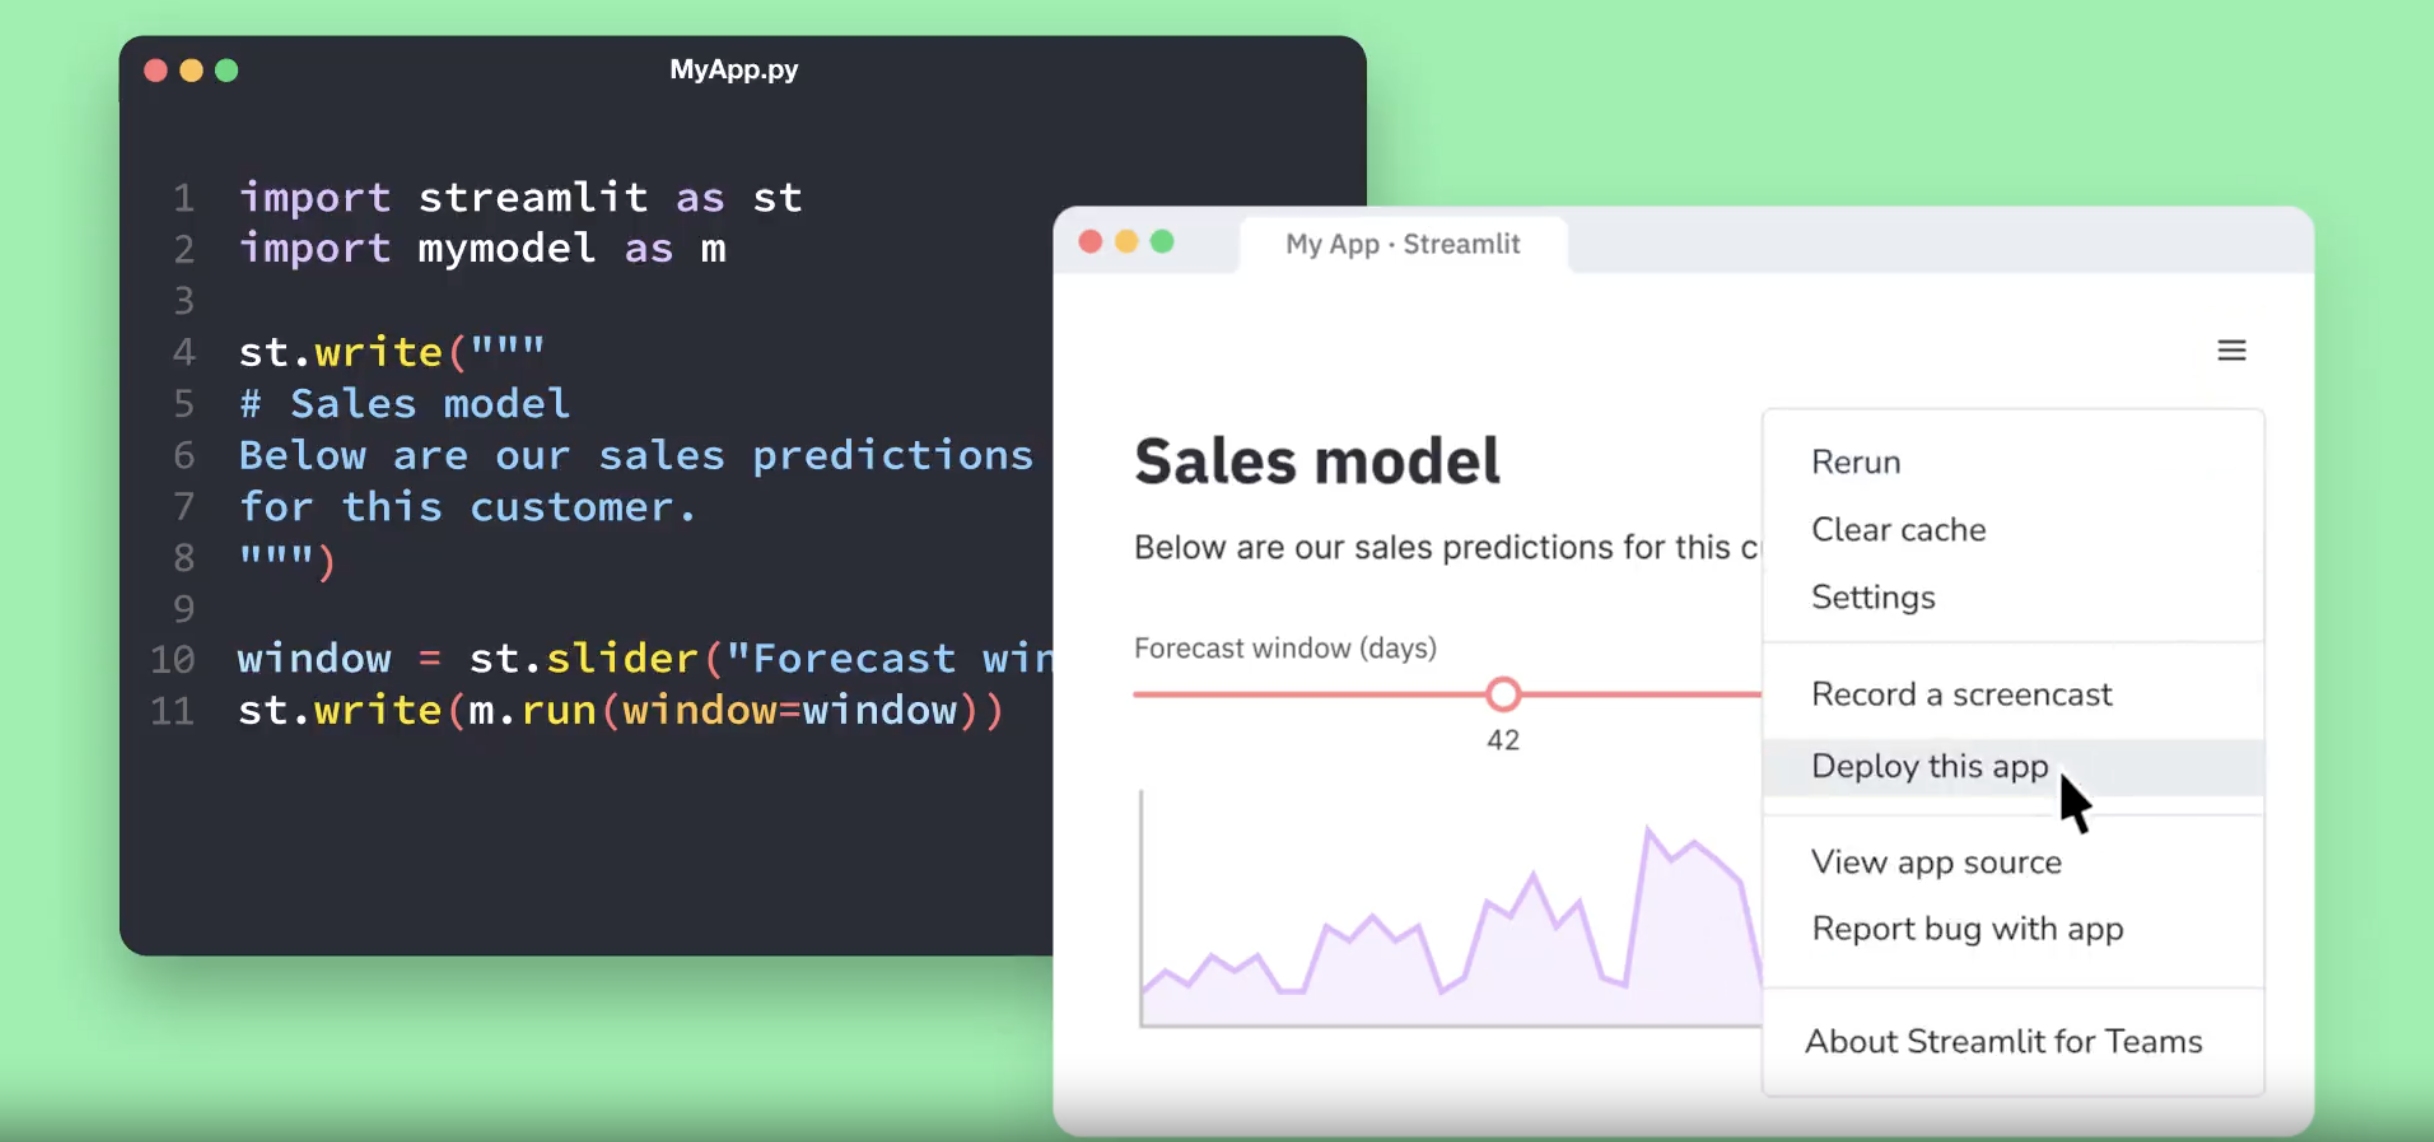 MyApp.py
1 import streamlit as st
2 import mymodel as m
3
4 st.write("""
5 # Sales model
6 Below are our sales predictions
7 for this customer.
8 """)
9
10 window = st.slider("Forecast win
11 st.write(m.run(window=window))
My App · Streamlit
Sales model
Below are our sales predictions for this c
Forecast window (days)
42
Rerun
Clear cache
Settings
Record a screencast
Deploy this app
View app source
Report bug with app
About Streamlit for Teams